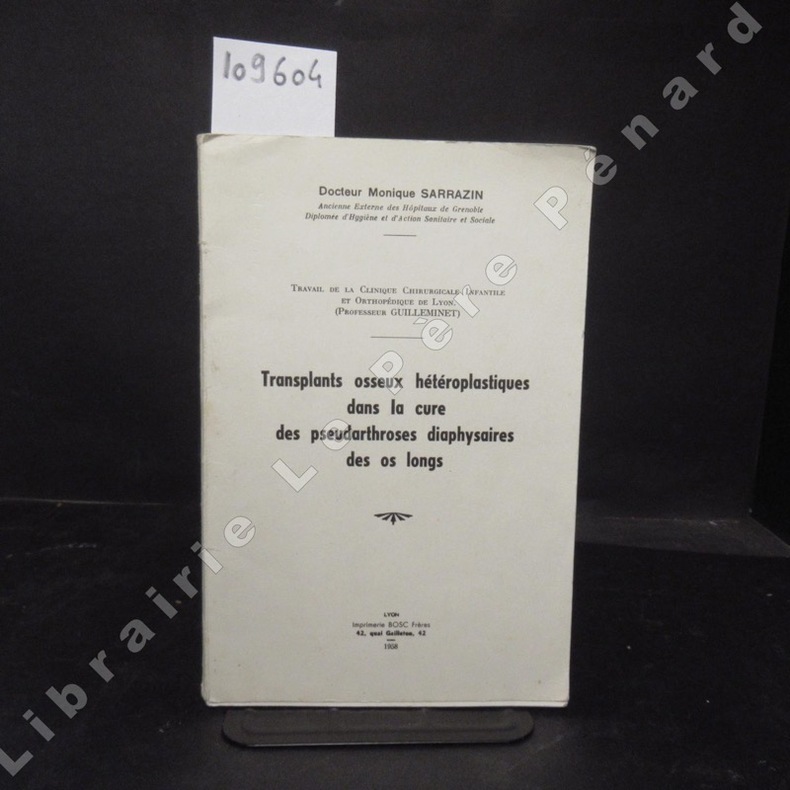 109604
Docteur Monique SARRAZIN
Ancienne Externe des Hôpitaux de Grenoble
Diplomée d'Hygiène et d'Action Sanitaire et Sociale
TRAVAIL DE LA CLINIQUE CHIRURGICALE INFANTILE
ET ORTHOPÉDIQUE DE LYON.
(PROFESSEUR GUILLEMINET)
Transplants osseux hétéroplastiques
dans la cure
des pseudarthroses diaphysaires
des os longs
LYON
Imprimerie BOSC Frères
42, quai Gailleton, 42
1958
Librairie Le Père Pénard